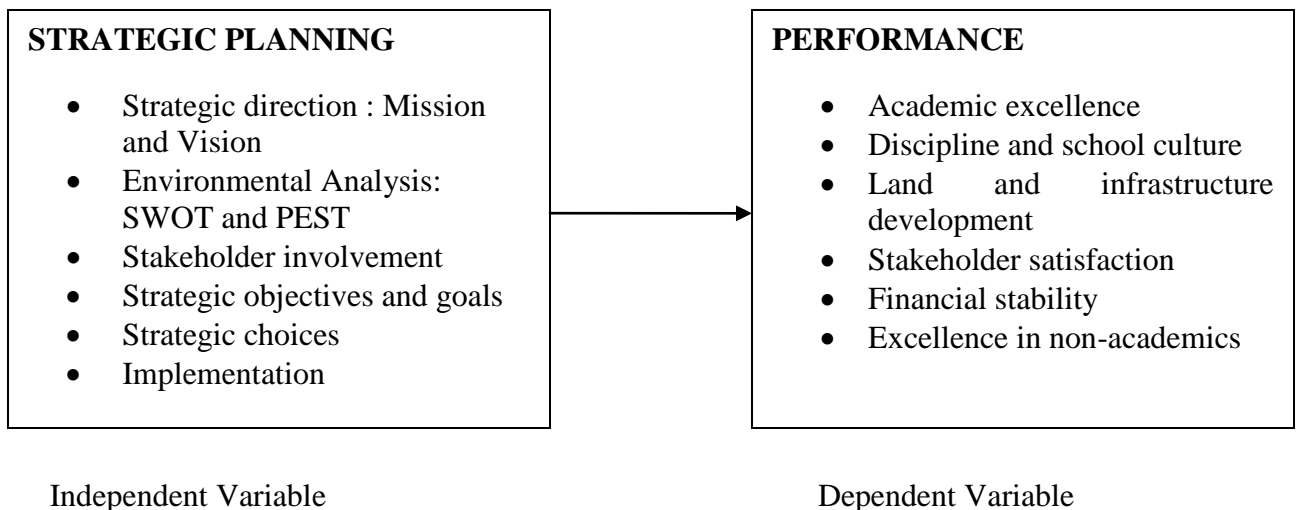 STRATEGIC PLANNING
• Strategic direction : Mission
and Vision
• Environmental Analysis:
SWOT and PEST
• Stakeholder involvement
• Strategic objectives and goals
• Strategic choices
• Implementation
PERFORMANCE
• Academic excellence
• Discipline and school culture
• Land and infrastructure
development
• Stakeholder satisfaction
• Financial stability
• Excellence in non-academics
Independent Variable
Dependent Variable